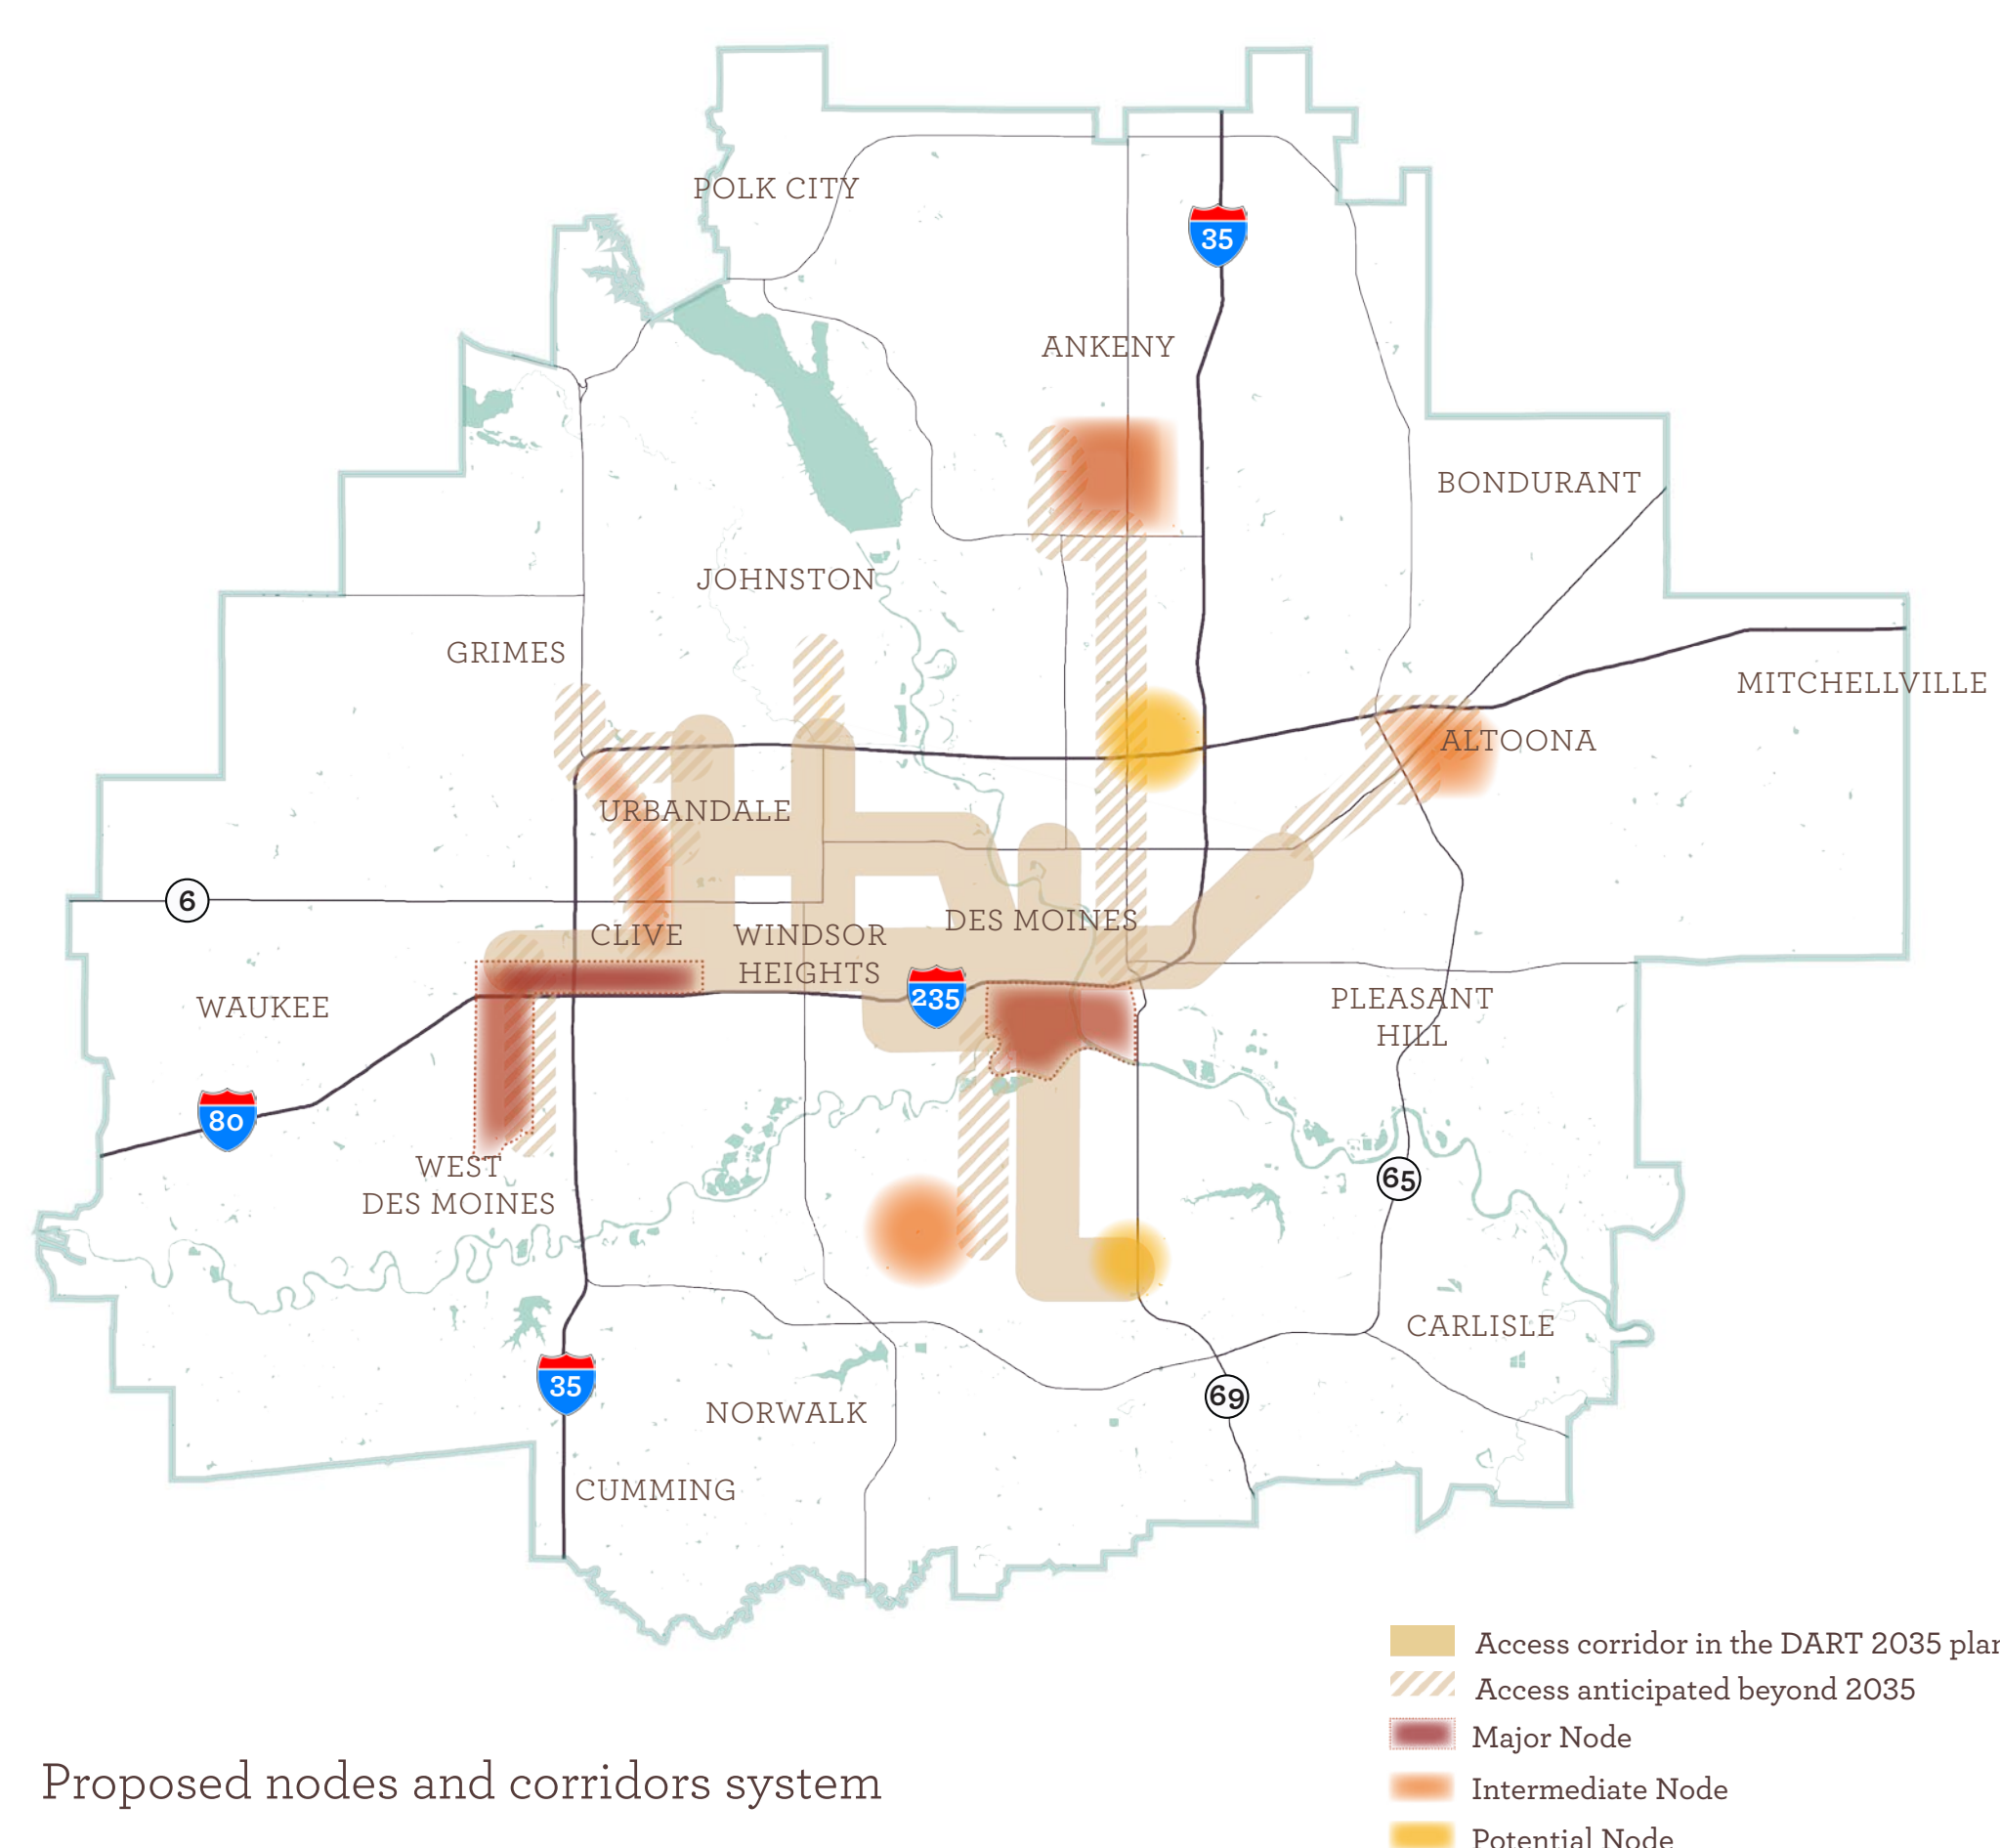 POLK CITY
35
ANKENY
BONDURANT
JOHNSTON
GRIMES
MITCHELLVILLE
ALTOONA
URBANDALE
6
DES MOINES
CLIVE
WINDSOR
HEIGHTS
235
WAUKEE
PLEASANT
HILL
80
WEST
DES MOINES
65
CARLISLE
35
69
NORWALK
CUMMING
Access corridor in the DART 2035 plan
Access anticipated beyond 2035
Major Node
Intermediate Node
Potential Node
Proposed nodes and corridors system